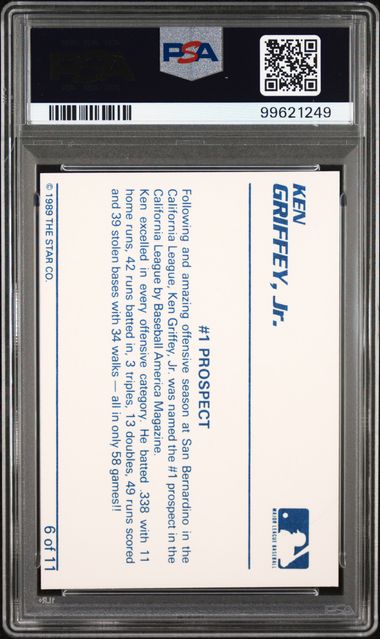 PSA
99621249
KEN
GRIFFEY, Jr.
MAJOR LEAGUE BASEBALL
#1 PROSPECT
Following and amazing offensive season at San Bernardino in the
California League, Ken Griffey, Jr. was named the #1 prospect in the
California League by Baseball America Magazine.
Ken excelled in every offensive category. He batted .338 with 11
home runs, 42 runs batted in, 3 triples, 13 doubles, 49 runs scored
and 39 stolen bases with 34 walks — all in only 58 games!!
© 1989 THE STAR CO.
6 of 11
PSA